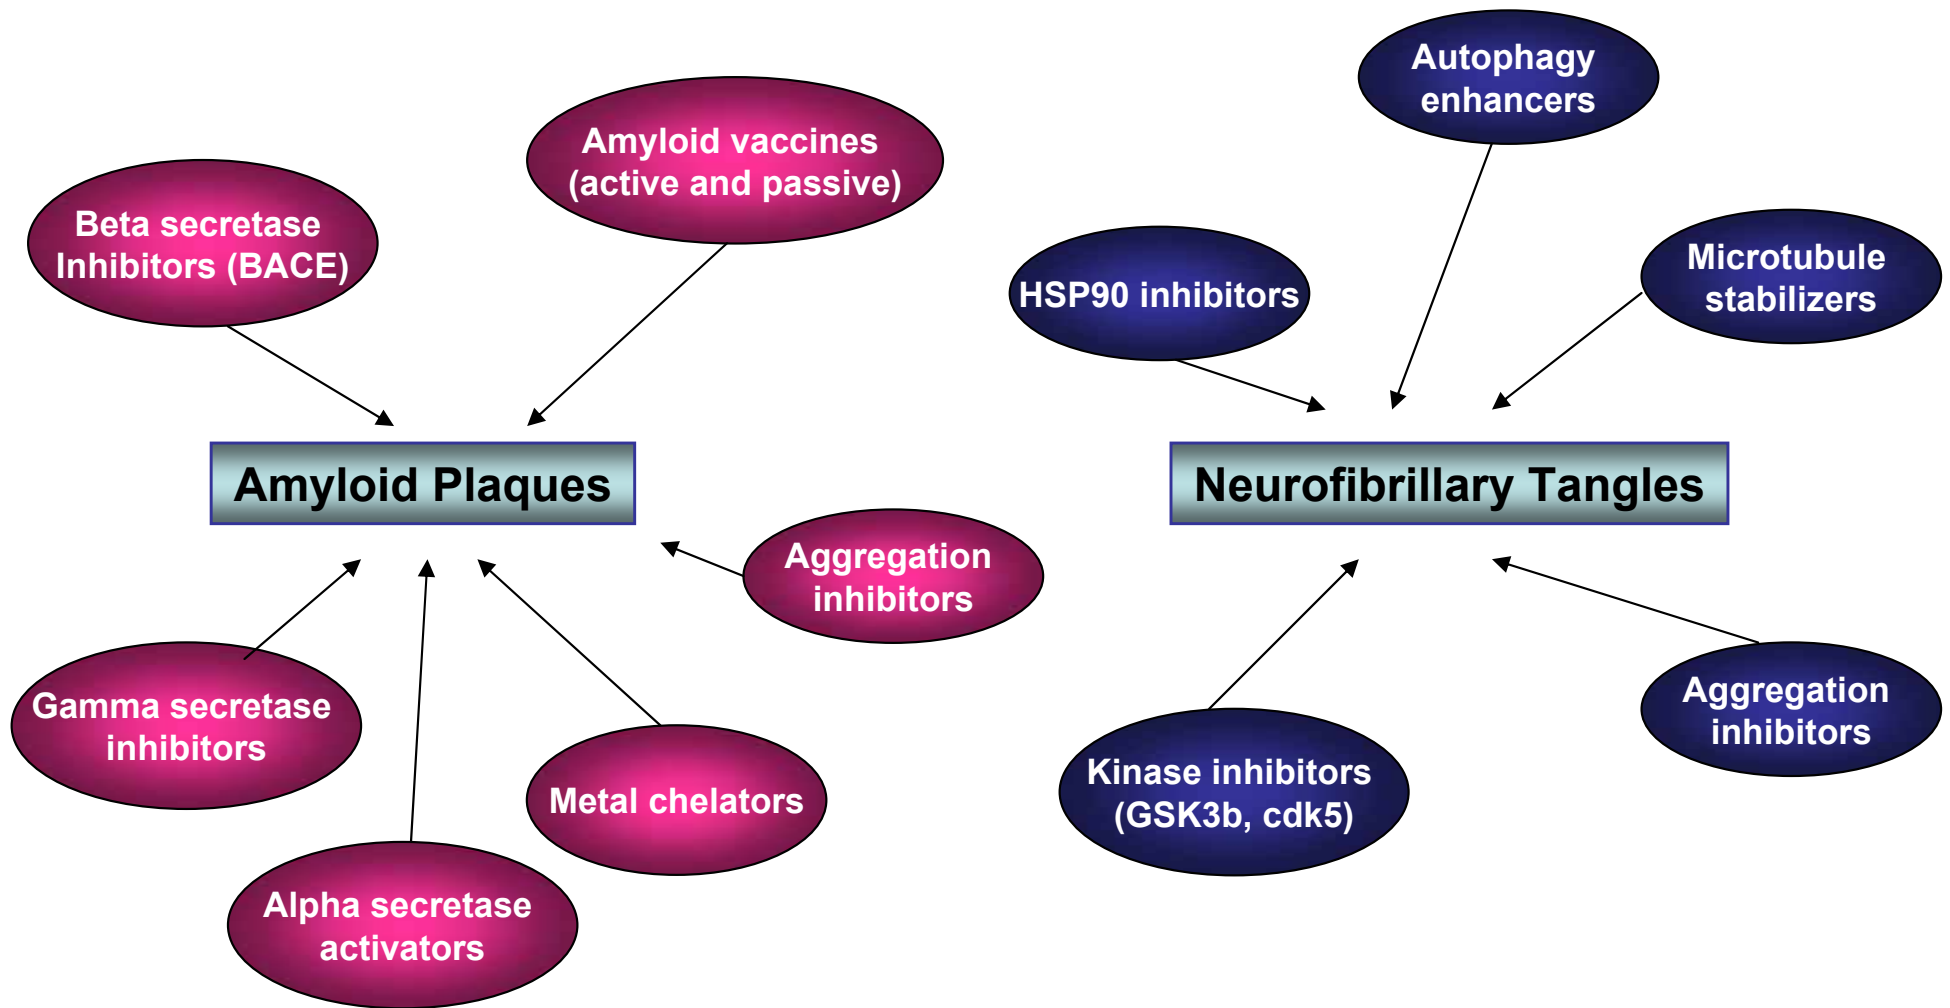 Autophagy
enhancers
Amyloid vaccines
(active and passive)
Beta secretase
Inhibitors (BACE)
HSP90 inhibitors
Microtubule
stabilizers
Amyloid Plaques
Neurofibrillary Tangles
Aggregation
inhibitors
Gamma secretase
inhibitors
Metal chelators
Alpha secretase
activators
Kinase inhibitors
(GSK3b, cdk5)
Aggregation
inhibitors